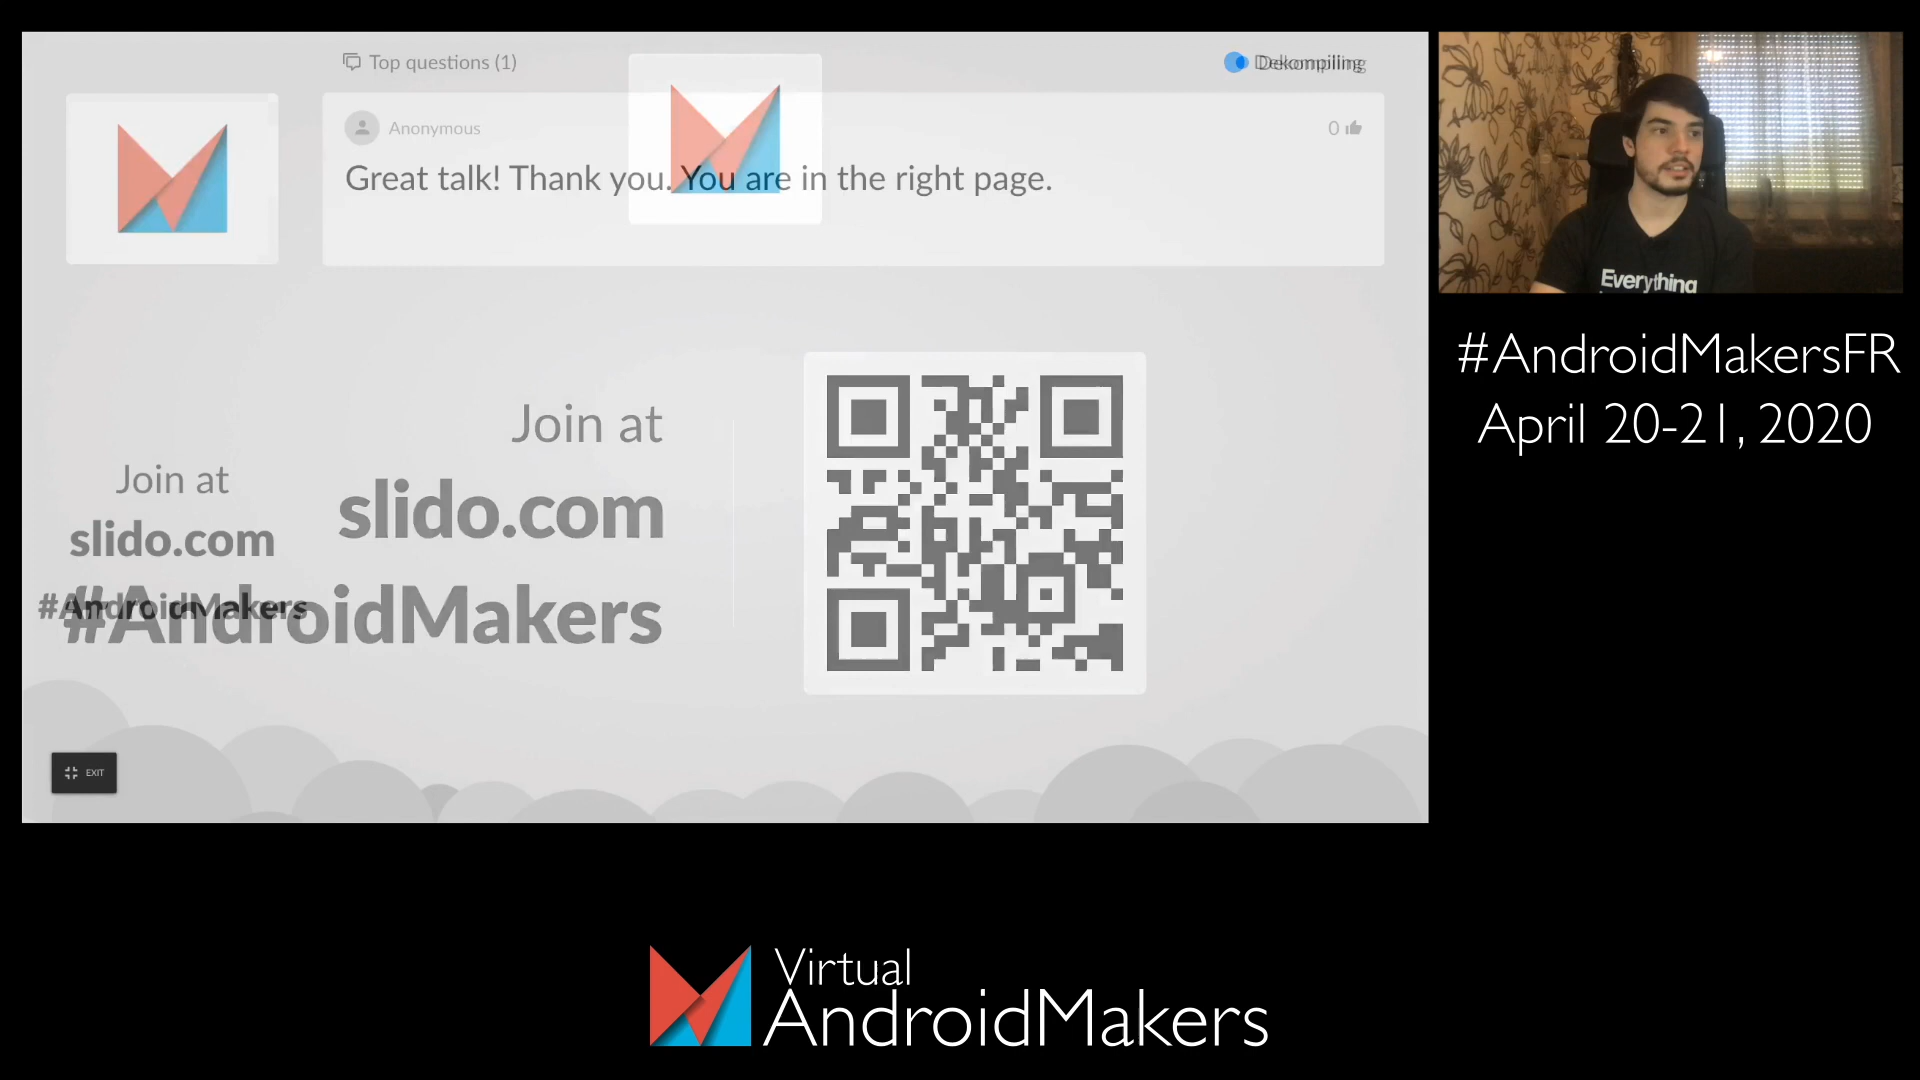 Top questions (1)
Anonymous
0
Great talk! Thank you. You are in the right page.
Join at
slido.com
#AndroidMakers
Join at
slido.com
#AndroidMakers
EXIT
Everything
#AndroidMakersFR
April 20-21, 2020
Virtual
AndroidMakers